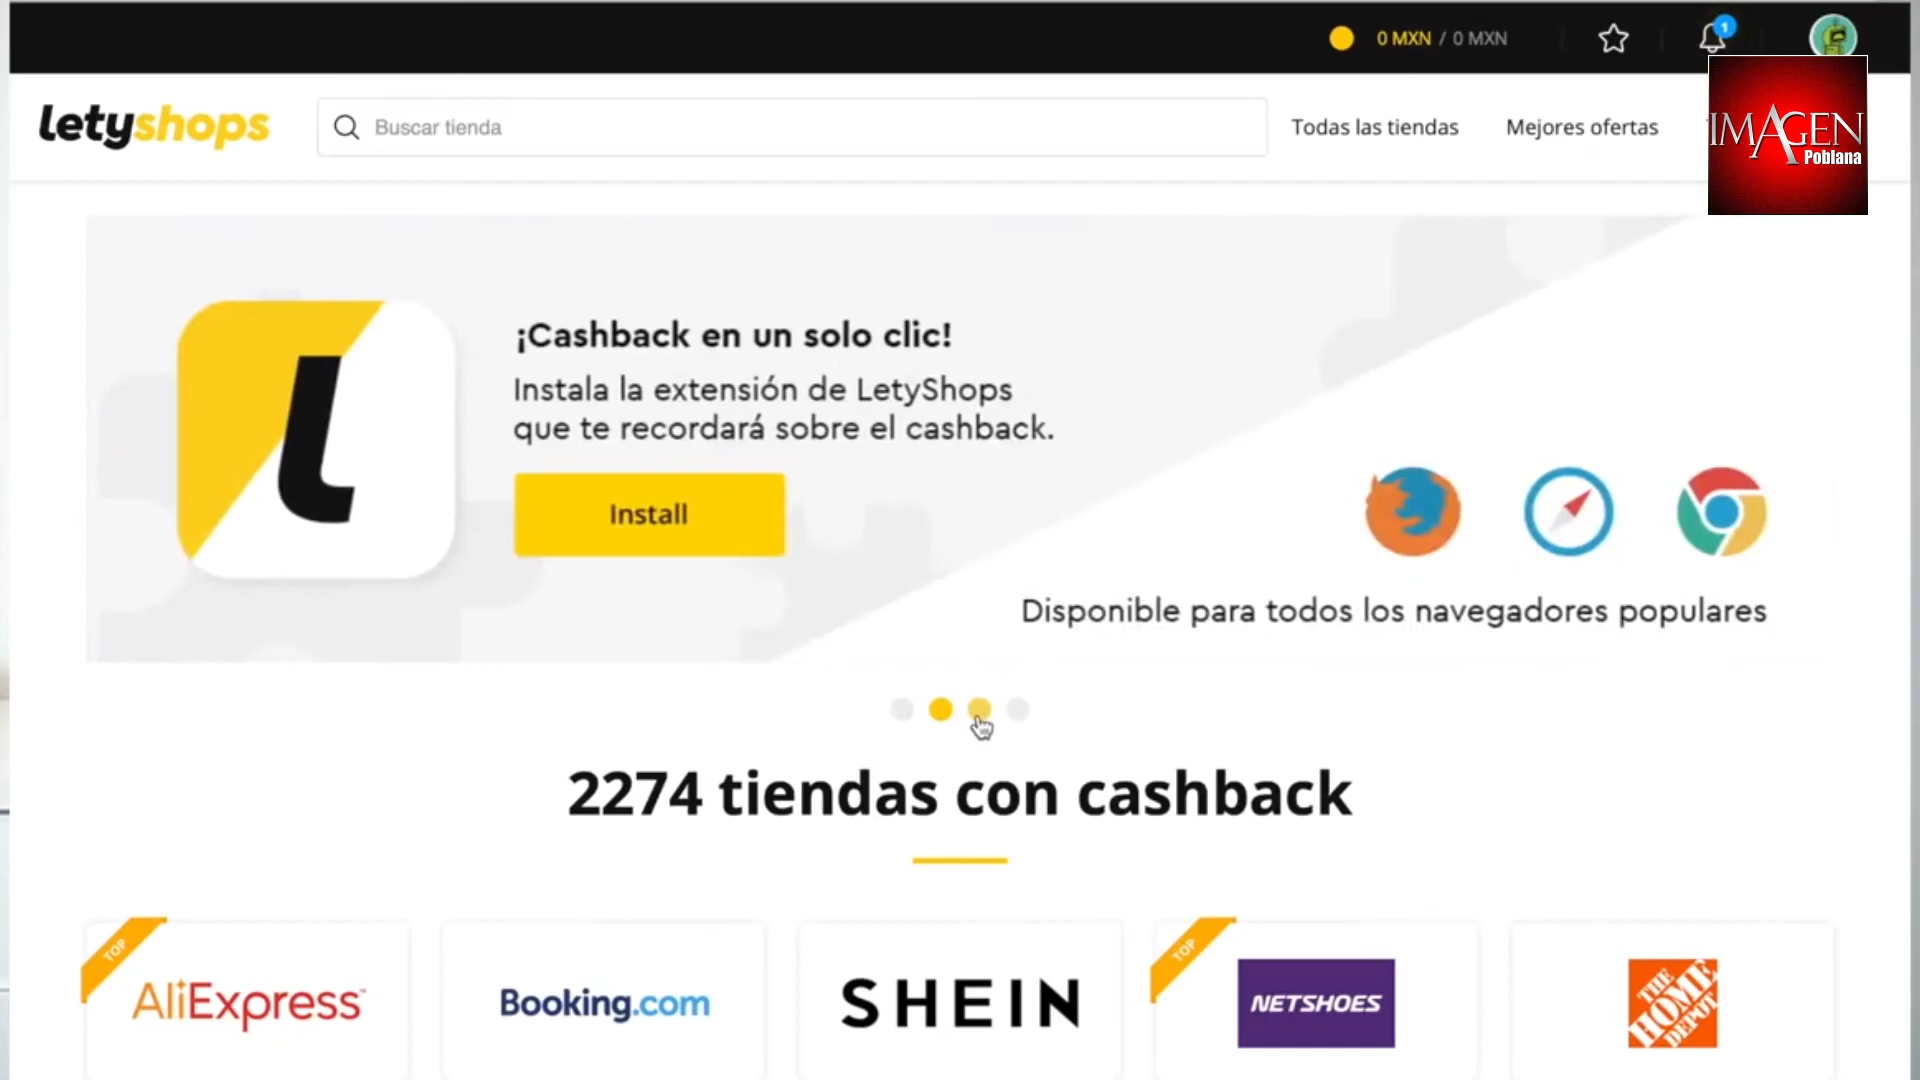 0 MXN / 0 MXN
1
letyshops
Buscar tienda
Todas las tiendas
Mejores ofertas
IMAGEN
Poblana
¡Cashback en un solo clic!
Instala la extensión de LetyShops
que te recordará sobre el cashback.
Install
Disponible para todos los navegadores populares
2274 tiendas con cashback
TOP
AliExpress
Booking.com
SHEIN
TOP
NETSHOES
THE
HOME
DEPOT